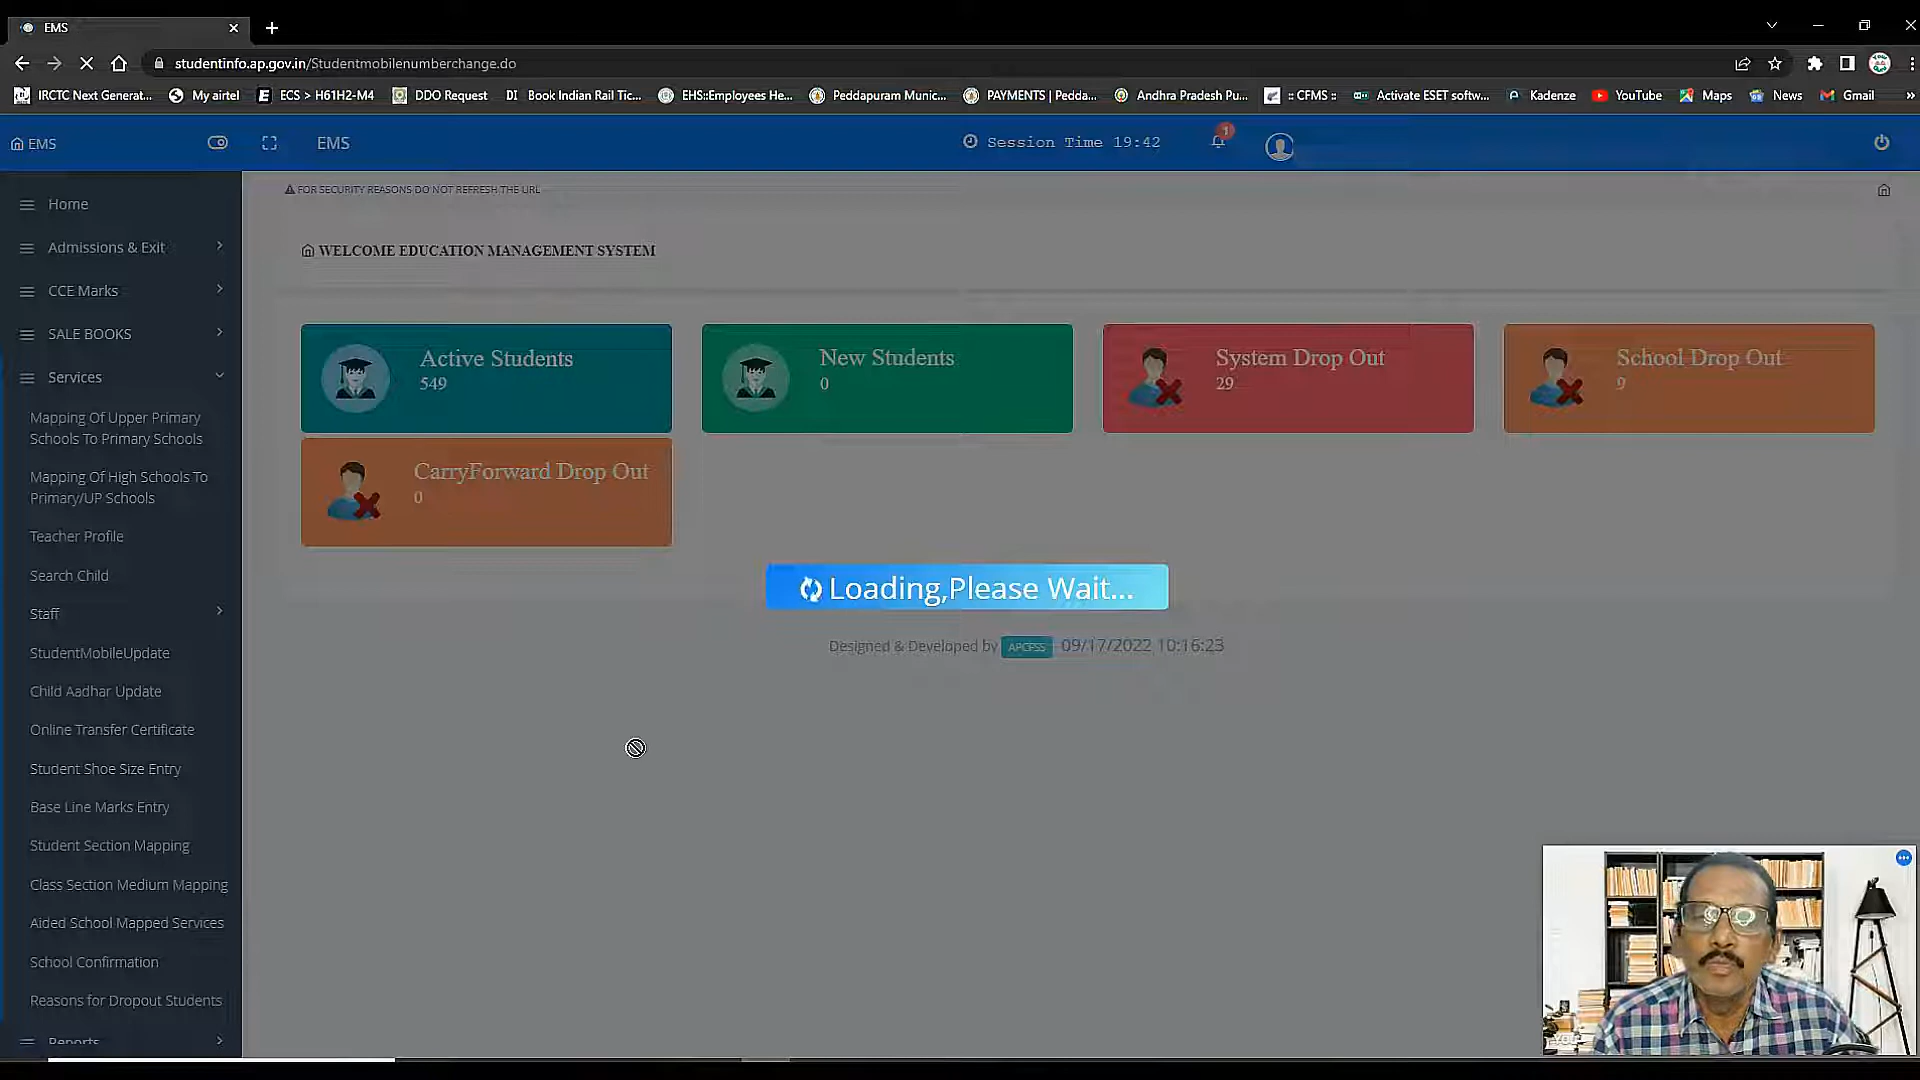 EMS
studentinfo.ap.gov.in/Studentmobilenumberchange.do
IRCTC Next Generat... My airtel ECS > H61H2-M4 DDO Request DI Book Indian Rail Tic... EHS::Employees He... Peddapuram Munic... PAYMENTS | Pedda... Andhra Pradesh Pu... :: CFMS :: Activate ESET softw... Kadenze YouTube Maps News Gmail »
EMS EMS Session Time 19:42 1
FOR SECURITY REASONS DO NOT REFRESH THE URL
WELCOME EDUCATION MANAGEMENT SYSTEM
Home
Admissions & Exit
CCE Marks
SALE BOOKS
Services
Mapping Of Upper Primary
Schools To Primary Schools
Mapping Of High Schools To
Primary/UP Schools
Teacher Profile
Search Child
Staff
StudentMobileUpdate
Child Aadhar Update
Online Transfer Certificate
Student Shoe Size Entry
Base Line Marks Entry
Student Section Mapping
Class Section Medium Mapping
Aided School Mapped Services
School Confirmation
Reasons for Dropout Students
Reports
Active Students
549
New Students
0
System Drop Out
29
School Drop Out
9
CarryForward Drop Out
0
Loading,Please Wait...
Designed & Developed by APCFSS 09/17/2022 10:16:23